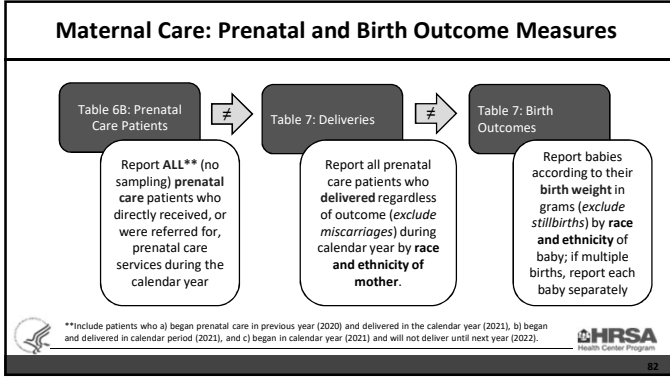 Maternal Care: Prenatal and Birth Outcome Measures
Table 6B: Prenatal
Care Patients
≠
Table 7: Deliveries
≠
Table 7: Birth
Outcomes
Report ALL** (no
sampling) prenatal
care patients who
directly received, or
were referred for,
prenatal care
services during the
calendar year
Report all prenatal
care patients who
delivered regardless
of outcome (exclude
miscarriages) during
calendar year by race
and ethnicity of
mother.
Report babies
according to their
birth weight in
grams (exclude
stillbirths) by race
and ethnicity of
baby; if multiple
births, report each
baby separately
**Include patients who a) began prenatal care in previous year (2020) and delivered in the calendar year (2021), b) began
and delivered in calendar period (2021), and c) began in calendar year (2021) and will not deliver until next year (2022).
HRSA
Health Center Program
82